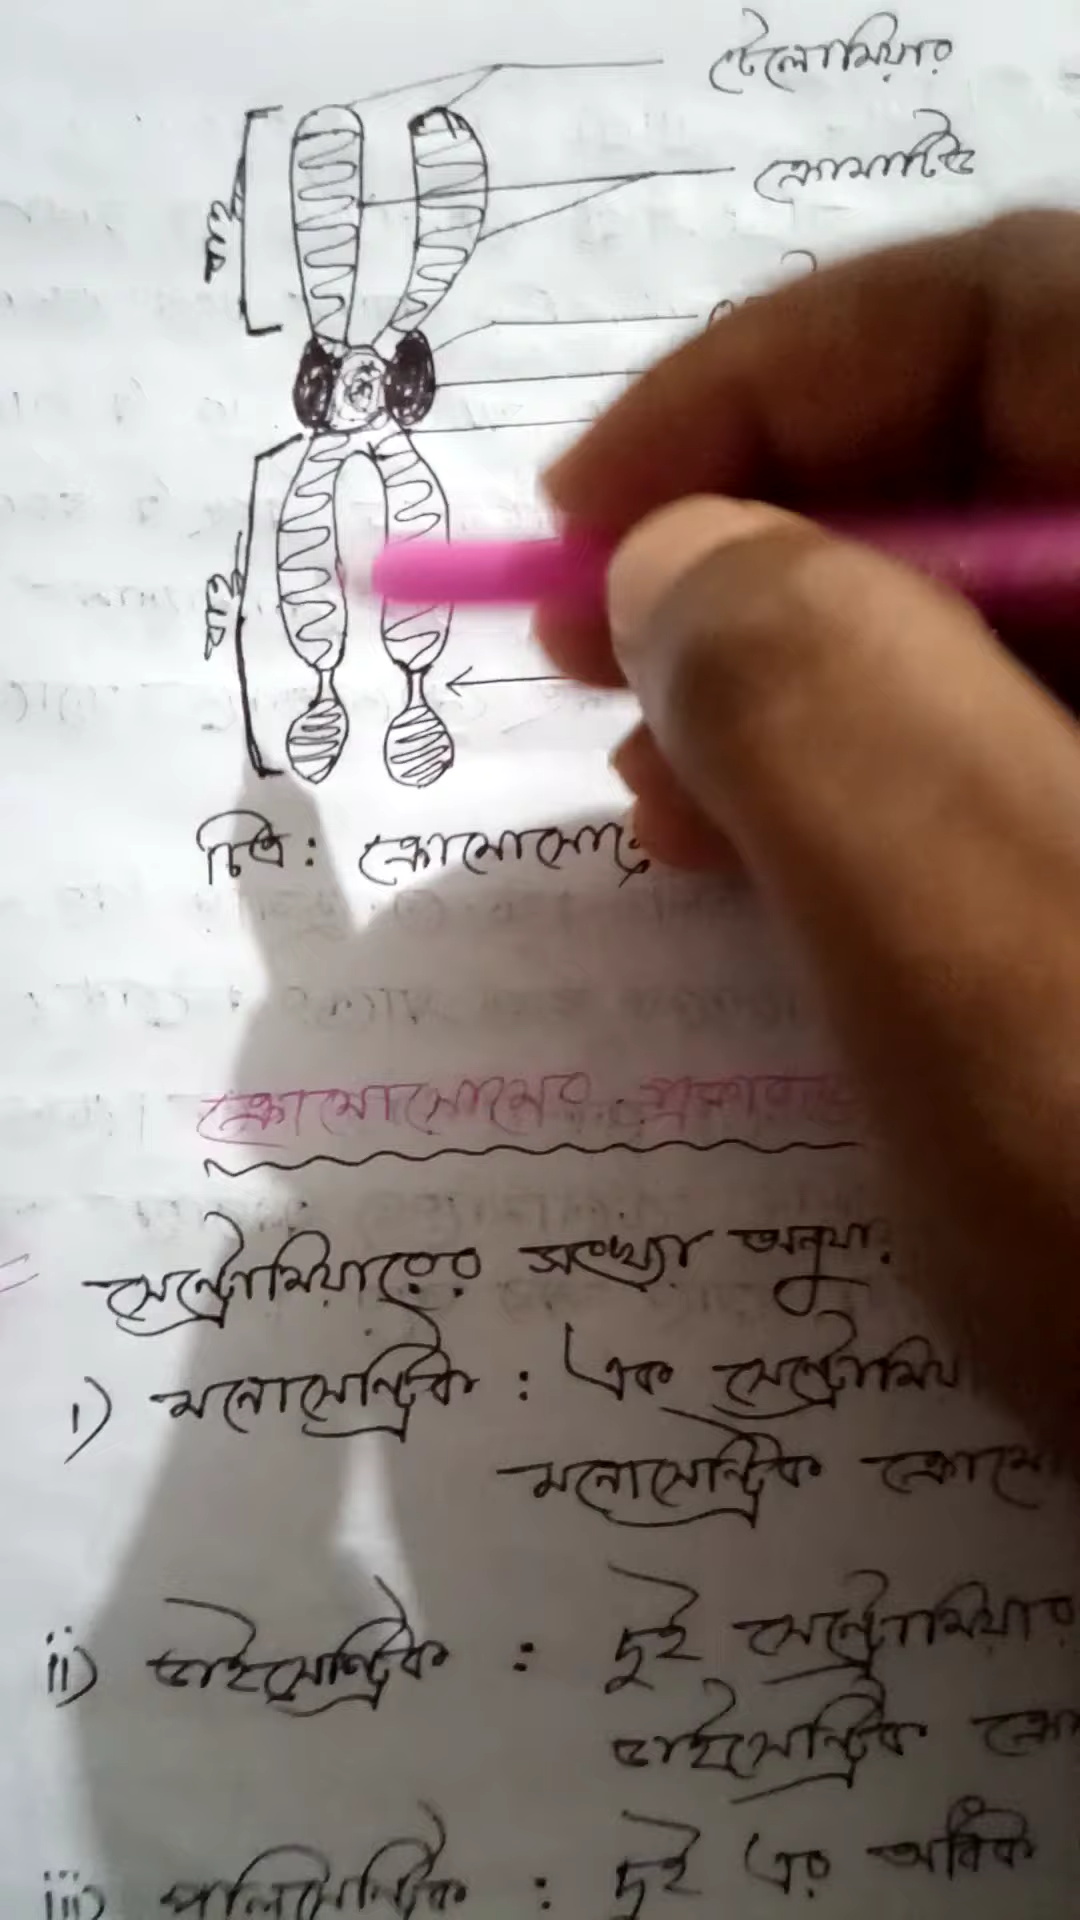 টেলোমিয়ার
ক্রোমাটিড
বাহু
বাহু
চিত্র: ক্রোমোসোমে
ক্রোমোসোমের প্রকারভে
সেন্ট্রোমিয়ারের সংখ্যা অনুযা
i) মনোসেন্ট্রিক : এক সেন্ট্রোমিয
মনোসেন্ট্রিক ক্রোমো
ii) ডাইসেন্ট্রিক : দুই সেন্ট্রোমিয়ার
ডাইসেন্ট্রিক ক্রো
iii) পলিসেন্ট্রিক : দুই এর অধিক